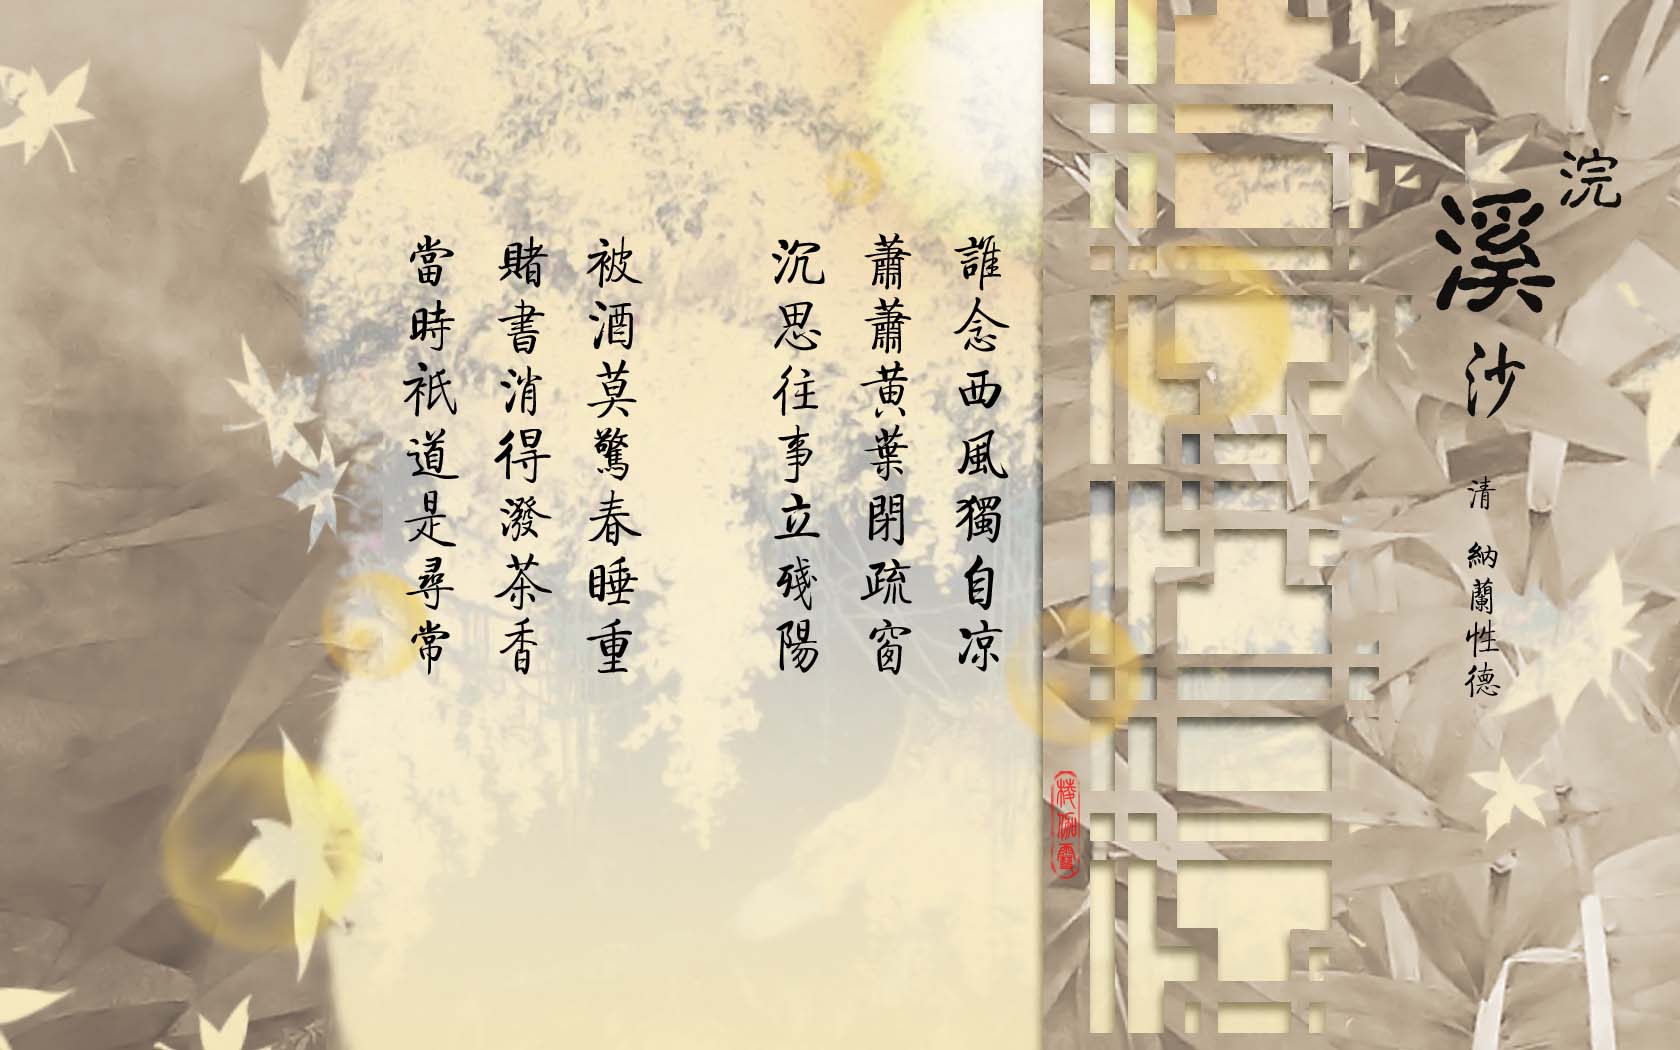 浣溪沙
清 納蘭性德
誰念西風獨自凉
蕭蕭黃葉閉疏窗
沉思往事立殘陽
被酒莫驚春睡重
賭書消得潑茶香
當時祇道是尋常